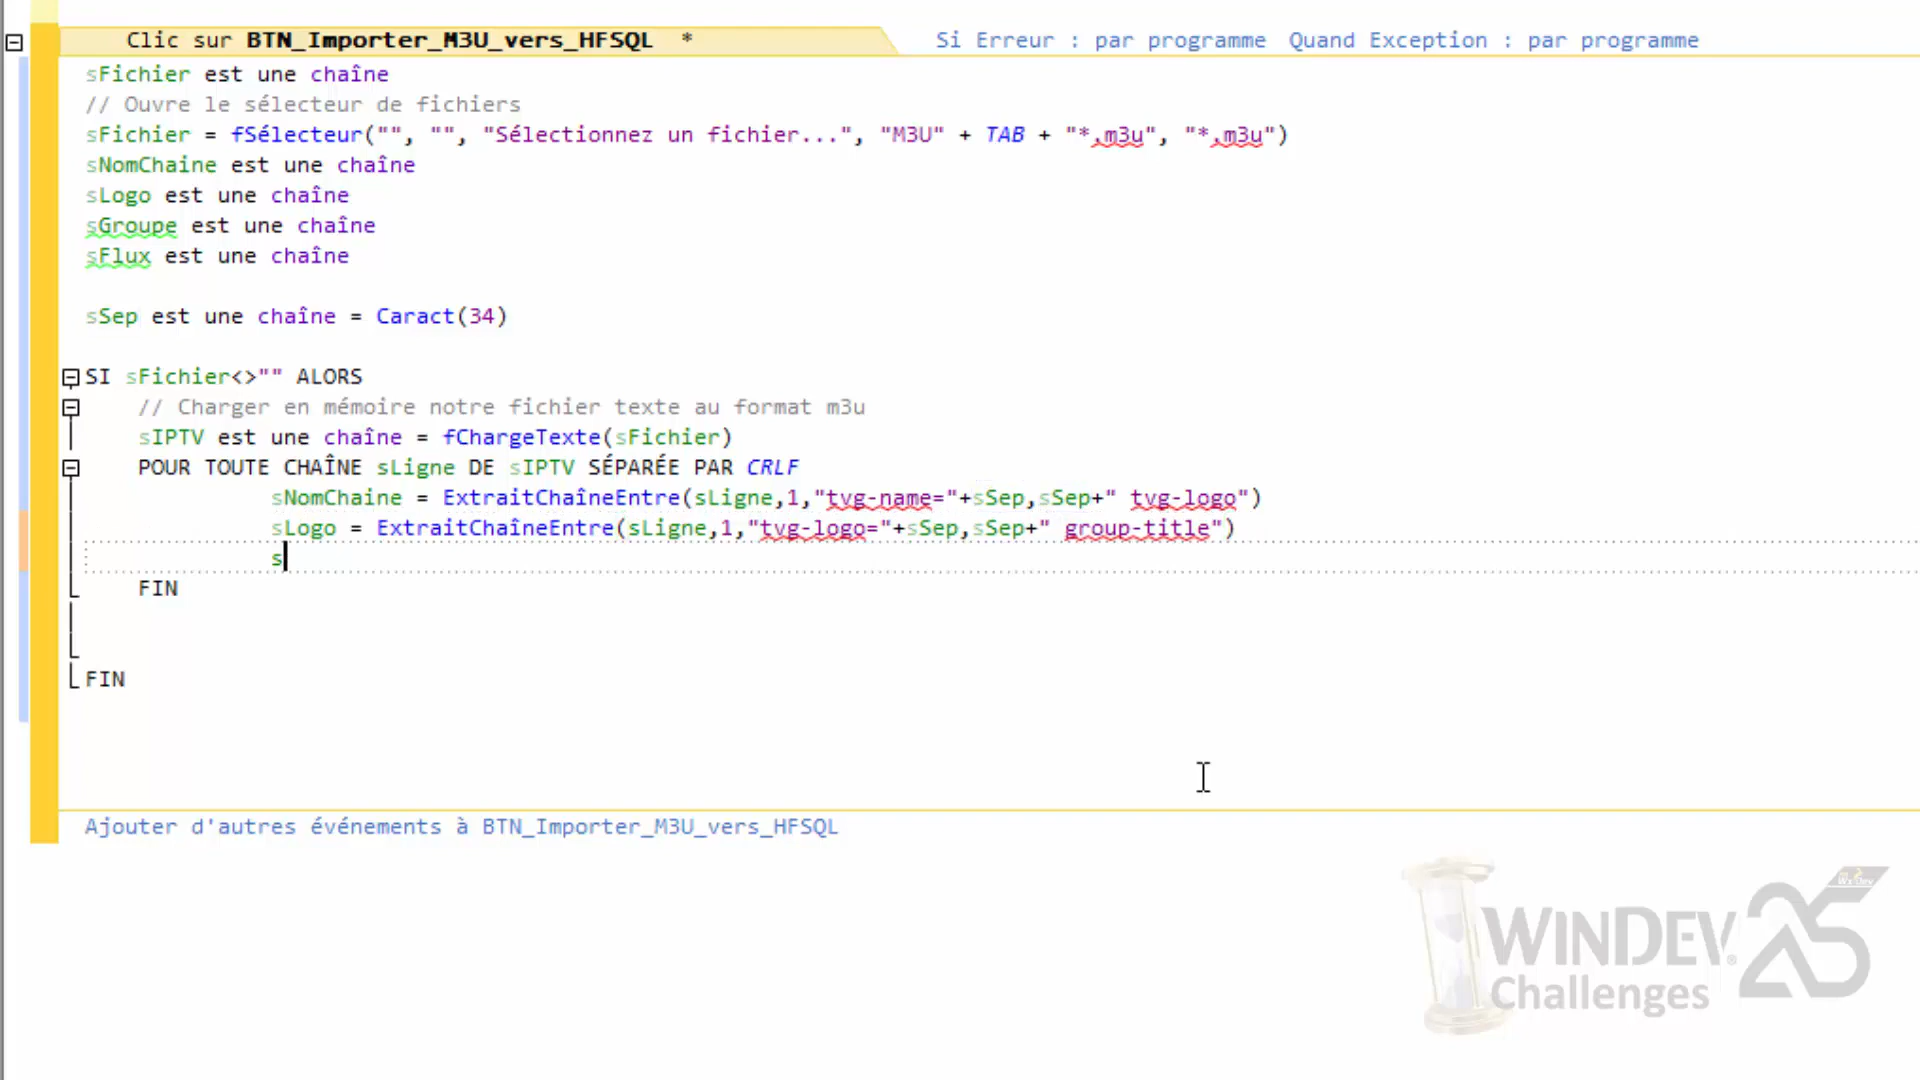 Clic sur BTN_Importer_M3U_vers_HFSQL * Si Erreur : par programme Quand Exception : par programme
sFichier est une chaîne
// Ouvre le sélecteur de fichiers
sFichier = fSélecteur("", "", "Sélectionnez un fichier...", "M3U" + TAB + "*.m3u", "*.m3u")
sNomChaine est une chaîne
sLogo est une chaîne
sGroupe est une chaîne
sFlux est une chaîne
sSep est une chaîne = Caract(34)
SI sFichier<>"" ALORS
// Charger en mémoire notre fichier texte au format m3u
sIPTV est une chaîne = fChargeTexte(sFichier)
POUR TOUTE CHAÎNE sLigne DE sIPTV SÉPARÉE PAR CRLF
sNomChaine = ExtraitChaîneEntre(sLigne,1,"tvg-name="+sSep,sSep+" tvg-logo")
sLogo = ExtraitChaîneEntre(sLigne,1,"tvg-logo="+sSep,sSep+" group-title")
s
FIN
FIN
Ajouter d'autres événements à BTN_Importer_M3U_vers_HFSQL
WINDEV® 25
Challenges